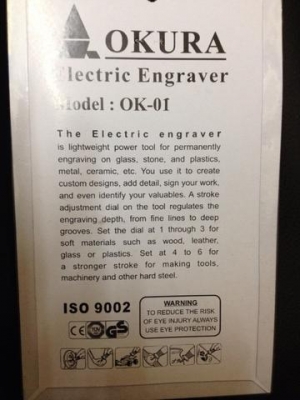 OKURA
Electric Engraver
Model : OK-01
The Electric engraver
is lightweight power tool for permanently
engraving on glass, stone, and plastics,
metal, ceramic, etc. You use it to create
custom designs, add detail, sign your work,
and even identify your valuables. A stroke
adjustment dial on the tool regulates the
engraving depth, from fine lines to deep
grooves. Set the dial at 1 through 3 for
soft materials such as wood, leather,
glass or plastics. Set at 4 to 6 for
a stronger stroke for making tools,
machinery and other hard steel.
ISO 9002
WARNING
TO REDUCE THE RISK
OF EYE INJURY ALWAYS
USE EYE PROTECTION
CE
GS